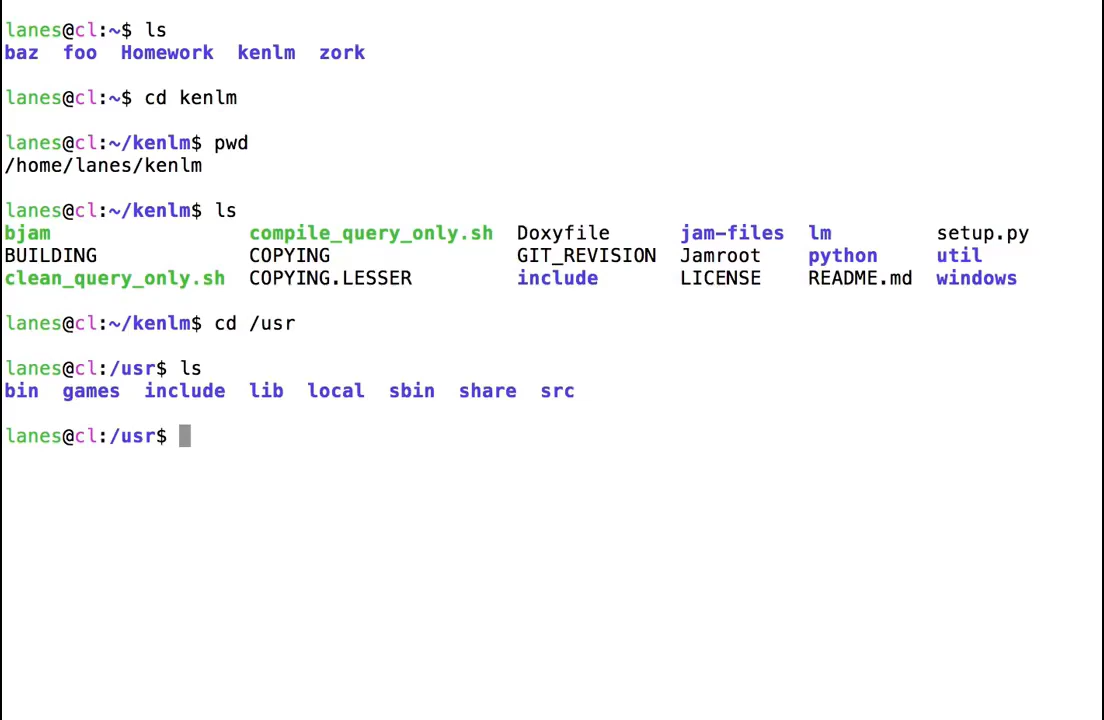 lanes@cl:~$ ls
baz foo Homework kenlm zork
lanes@cl:~$ cd kenlm
lanes@cl:~/kenlm$ pwd
/home/lanes/kenlm
lanes@cl:~/kenlm$ ls
bjam compile_query_only.sh Doxyfile jam-files lm setup.py
BUILDING COPYING GIT_REVISION Jamroot python util
clean_query_only.sh COPYING.LESSER include LICENSE README.md windows
lanes@cl:~/kenlm$ cd /usr
lanes@cl:/usr$ ls
bin games include lib local sbin share src
lanes@cl:/usr$